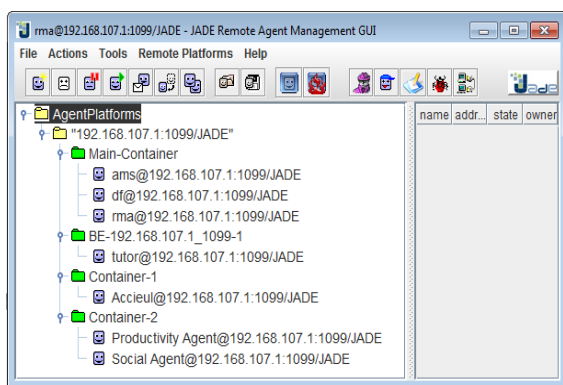 rma@192.168.107.1:1099/JADE - JADE Remote Agent Management GUI
File Actions Tools Remote Platforms Help
Jade
AgentPlatforms
name addr... state owner
"192.168.107.1:1099/JADE"
Main-Container
ams@192.168.107.1:1099/JADE
df@192.168.107.1:1099/JADE
rma@192.168.107.1:1099/JADE
BE-192.168.107.1_1099-1
tutor@192.168.107.1:1099/JADE
Container-1
Accieul@192.168.107.1:1099/JADE
Container-2
Productivity Agent@192.168.107.1:1099/JADE
Social Agent@192.168.107.1:1099/JADE